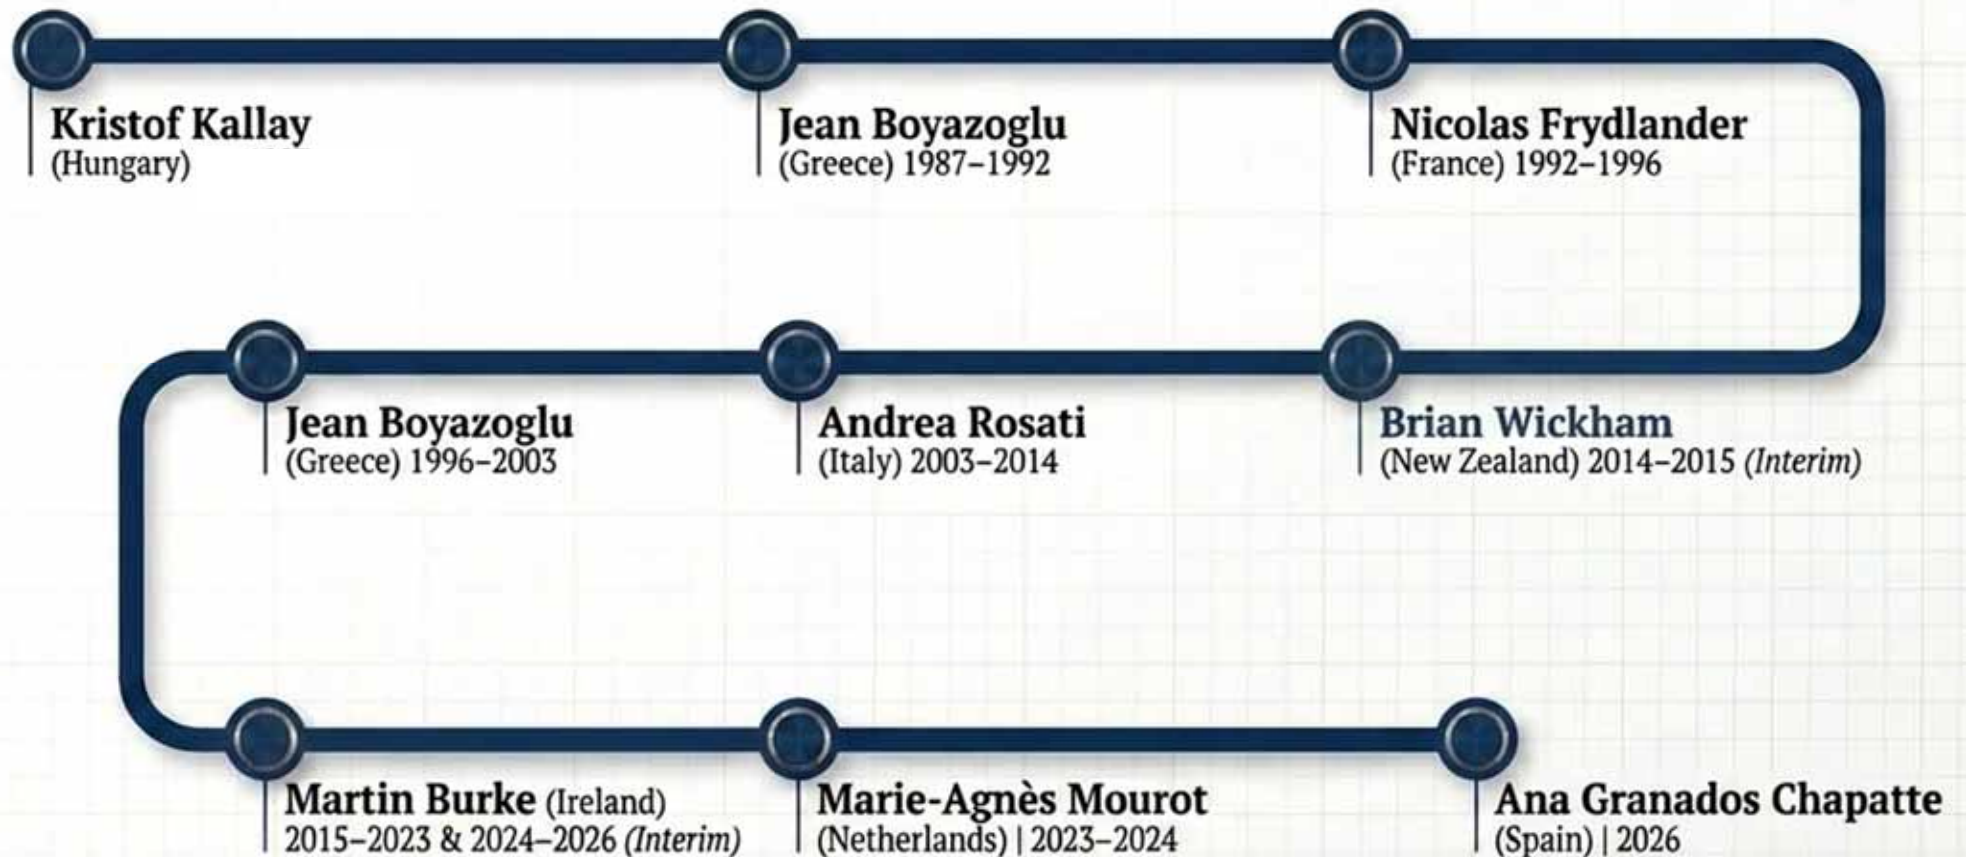 Kristof Kallay
(Hungary)
Jean Boyazoglu
(Greece) 1987–1992
Nicolas Frydlander
(France) 1992–1996
Jean Boyazoglu
(Greece) 1996–2003
Andrea Rosati
(Italy) 2003–2014
Brian Wickham
(New Zealand) 2014–2015 (Interim)
Martin Burke (Ireland)
2015–2023 & 2024–2026 (Interim)
Marie-Agnès Mourot
(Netherlands) | 2023–2024
Ana Granados Chapatte
(Spain) | 2026